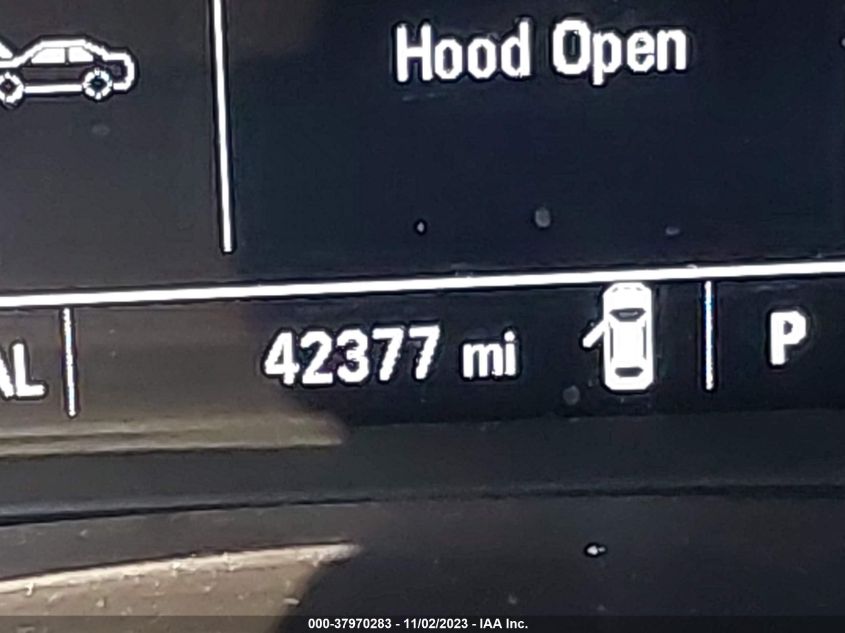 Hood Open
AL
42377 mi
P
000-37970283 - 11/02/2023 - IAA Inc.